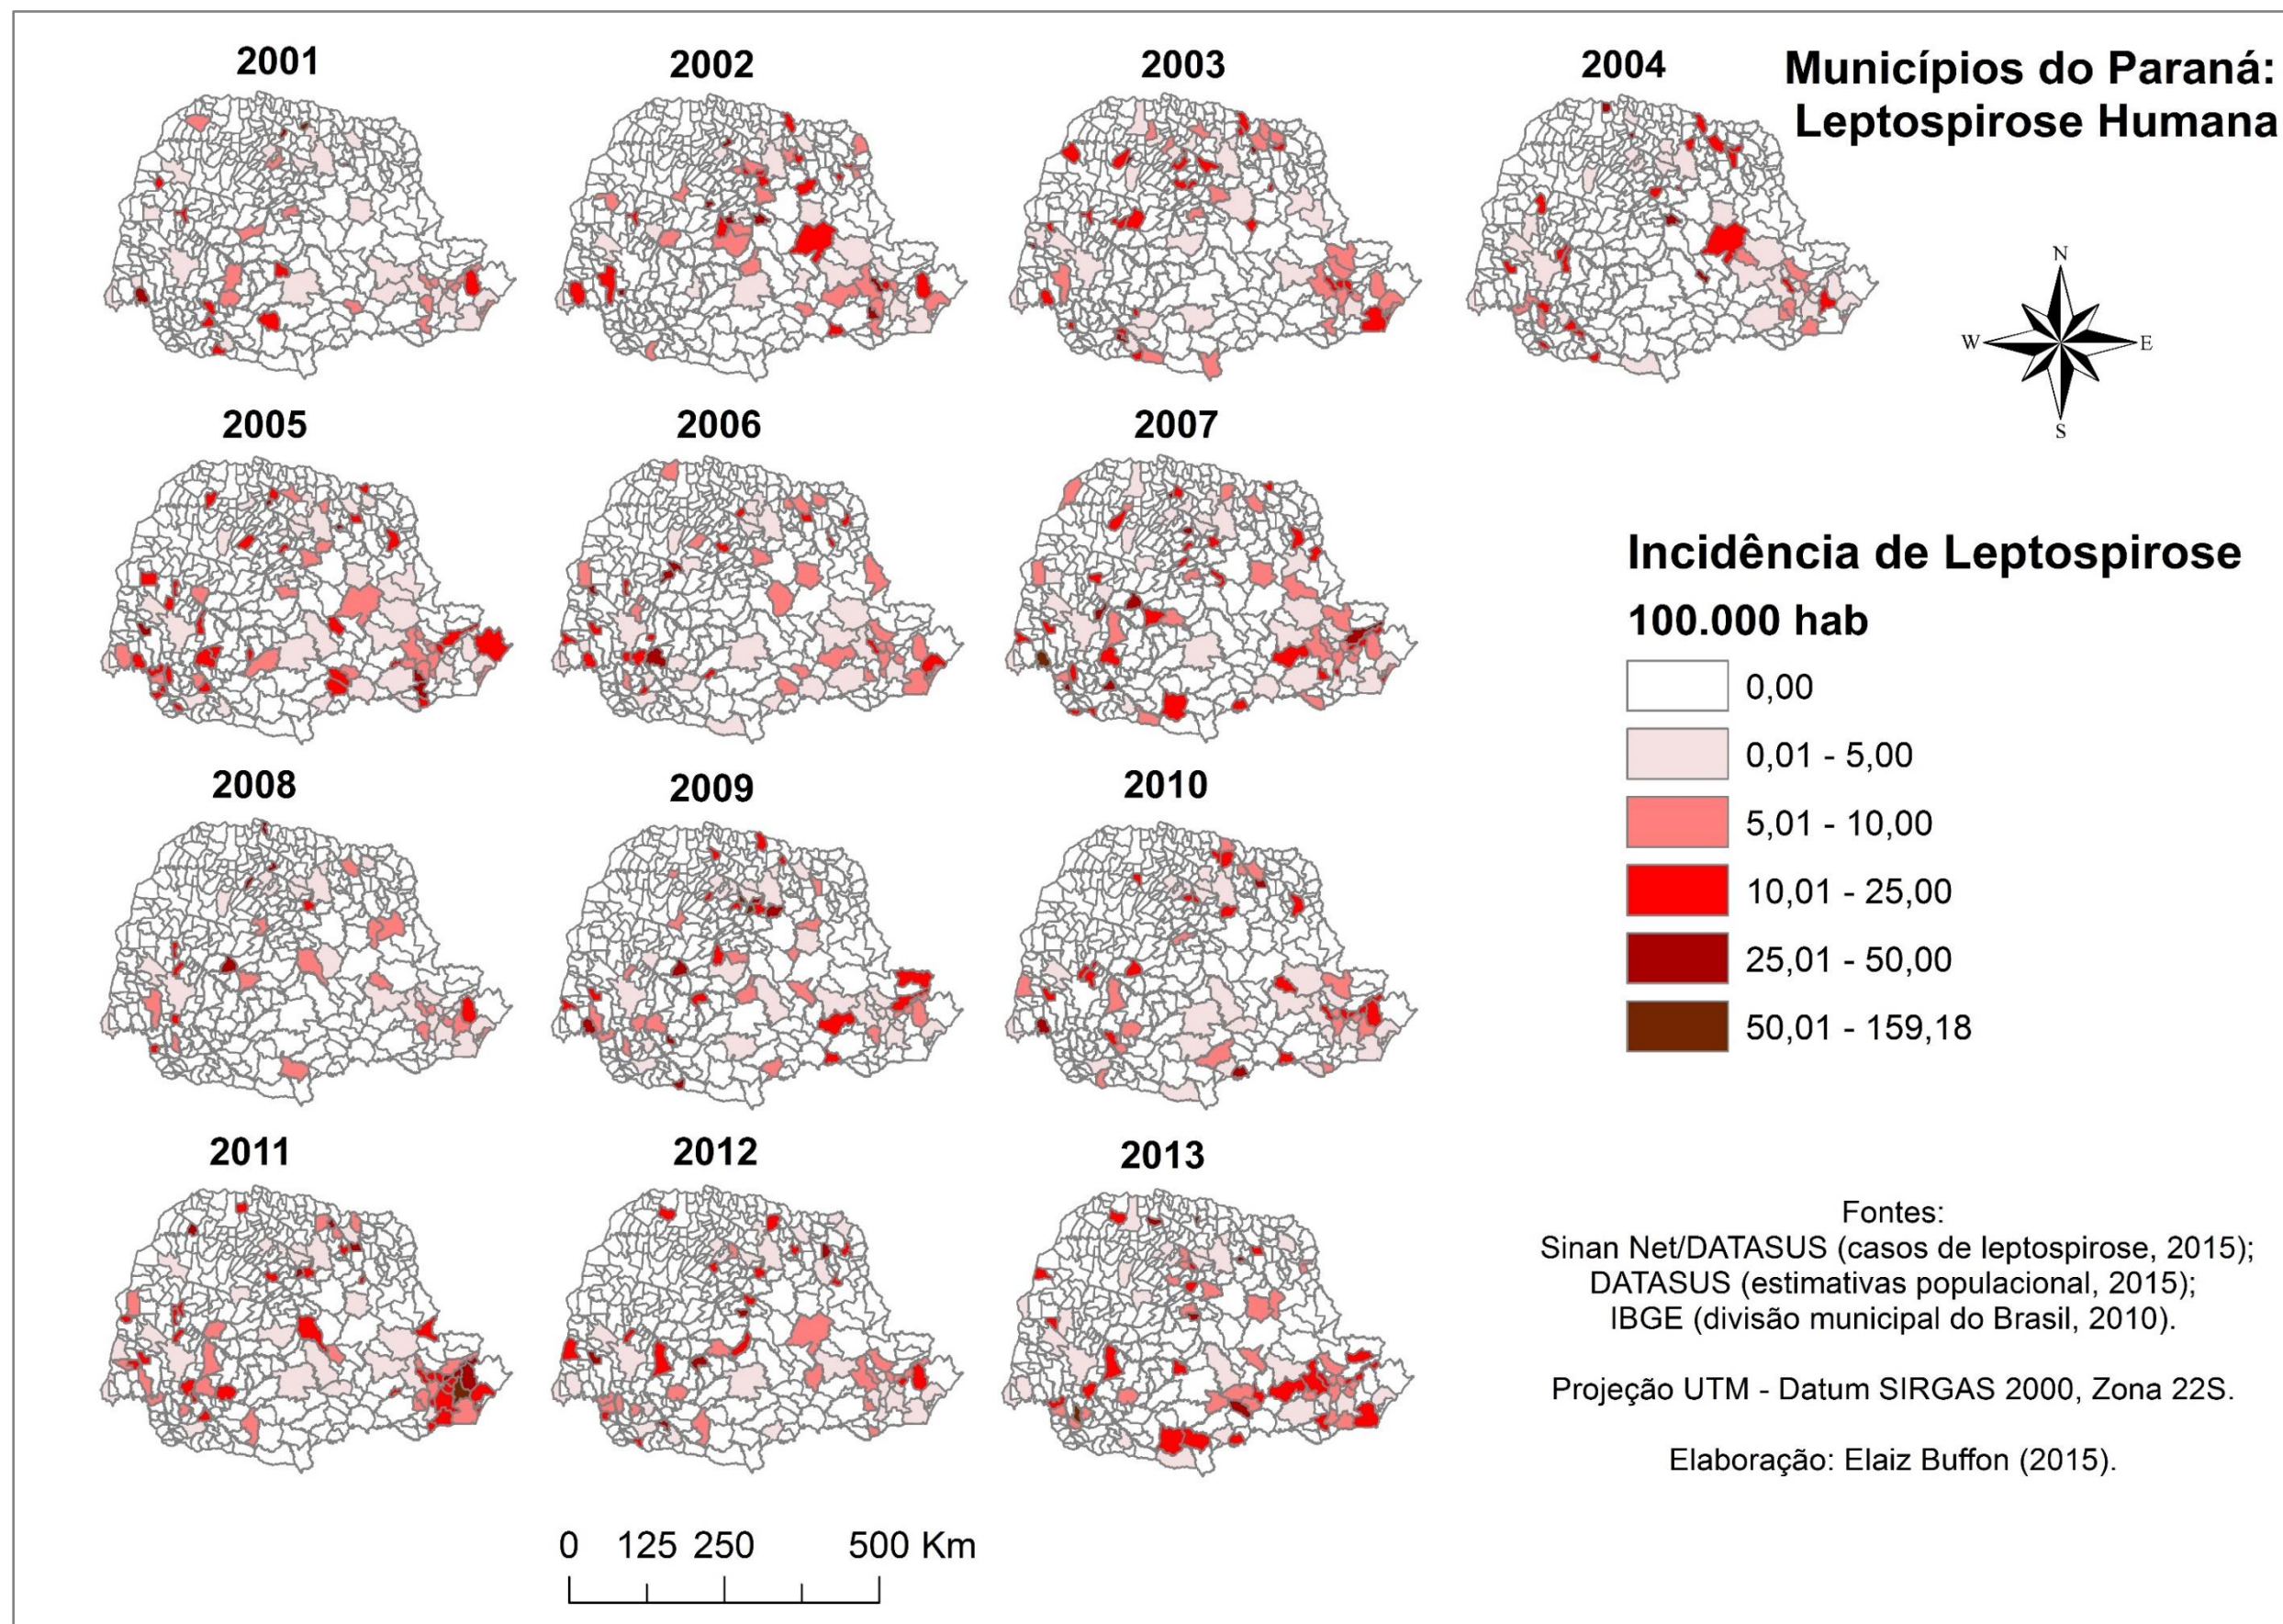 2001
2002
2003
2004
Municípios do Paraná:
Leptospirose Humana
N
W
E
S
2005
2006
2007
Incidência de Leptospirose
100.000 hab
0,00
0,01 - 5,00
5,01 - 10,00
10,01 - 25,00
25,01 - 50,00
50,01 - 159,18
2008
2009
2010
2011
2012
2013
Fontes:
Sinan Net/DATASUS (casos de leptospirose, 2015);
DATASUS (estimativas populacional, 2015);
IBGE (divisão municipal do Brasil, 2010).
Projeção UTM - Datum SIRGAS 2000, Zona 22S.
Elaboração: Elaiz Buffon (2015).
0 125 250 500 Km